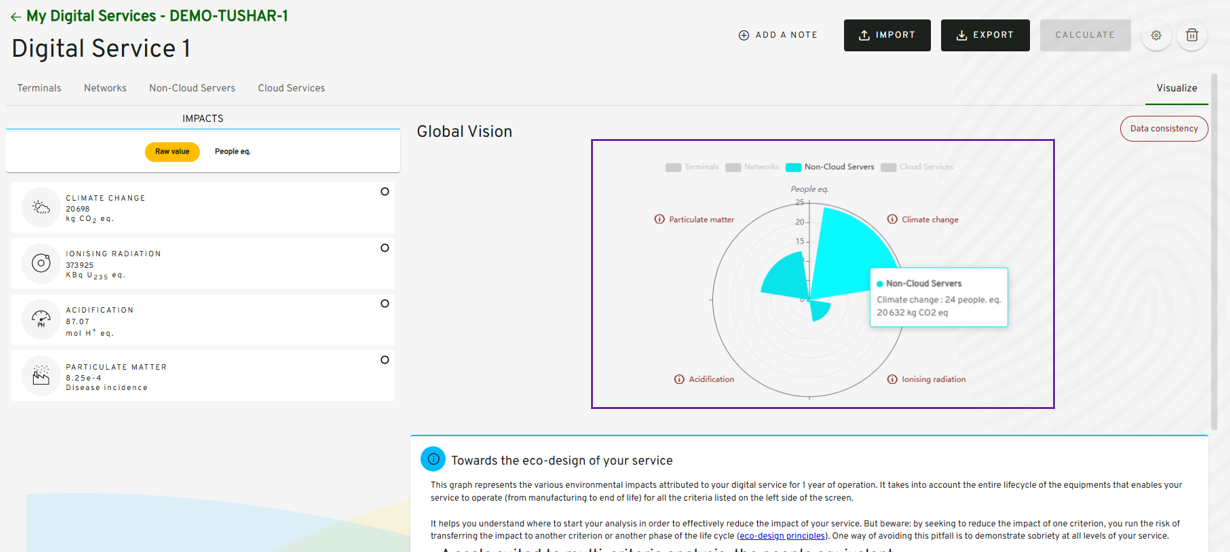 ← My Digital Services - DEMO-TUSHAR-1
Digital Service 1
ADD A NOTE
IMPORT
EXPORT
CALCULATE
Terminals Networks Non-Cloud Servers Cloud Services Visualize
IMPACTS
Raw value People eq.
CLIMATE CHANGE
20698
kg CO2 eq.
IONISING RADIATION
373925
KBq U235 eq.
ACIDIFICATION
87.07
mol H+ eq.
PARTICULATE MATTER
8.25e-4
Disease incidence
Global Vision
Data consistency
Terminals Networks Non-Cloud Servers Cloud Services
People eq.
25
20
15
0
Particulate matter
Climate change
Acidification
Ionising radiation
Non-Cloud Servers
Climate change : 24 people. eq.
20632 kg CO2 eq
Towards the eco-design of your service
This graph represents the various environmental impacts attributed to your digital service for 1 year of operation. It takes into account the entire lifecycle of the equipments that enables your
service to operate (from manufacturing to end of life) for all the criteria listed on the left side of the screen.
It helps you understand where to start your analysis in order to effectively reduce the impact of your service. But beware: by seeking to reduce the impact of one criterion, you run the risk of
transferring the impact to another criterion or another phase of the life cycle (eco-design principles). One way of avoiding this pitfall is to demonstrate sobriety at all levels of your service.